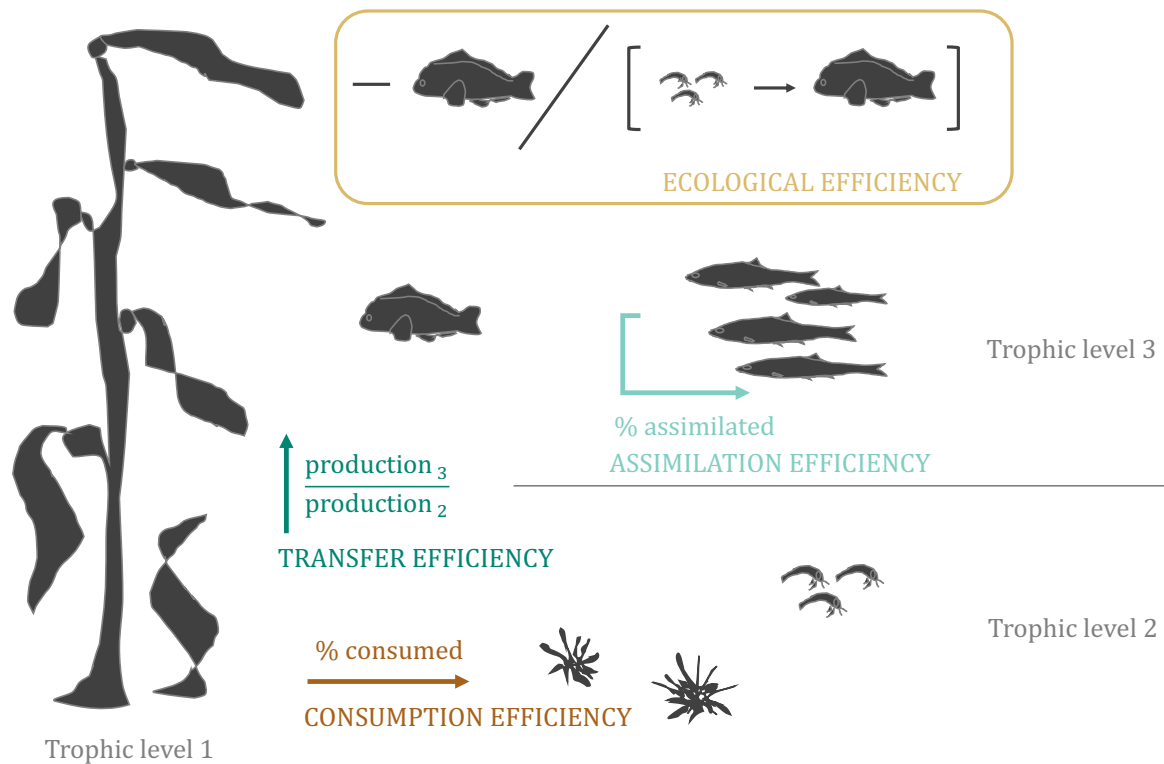 ECOLOGICAL EFFICIENCY
Trophic level 3
% assimilated
ASSIMILATION EFFICIENCY
production 3
production 2
TRANSFER EFFICIENCY
Trophic level 2
% consumed
CONSUMPTION EFFICIENCY
Trophic level 1